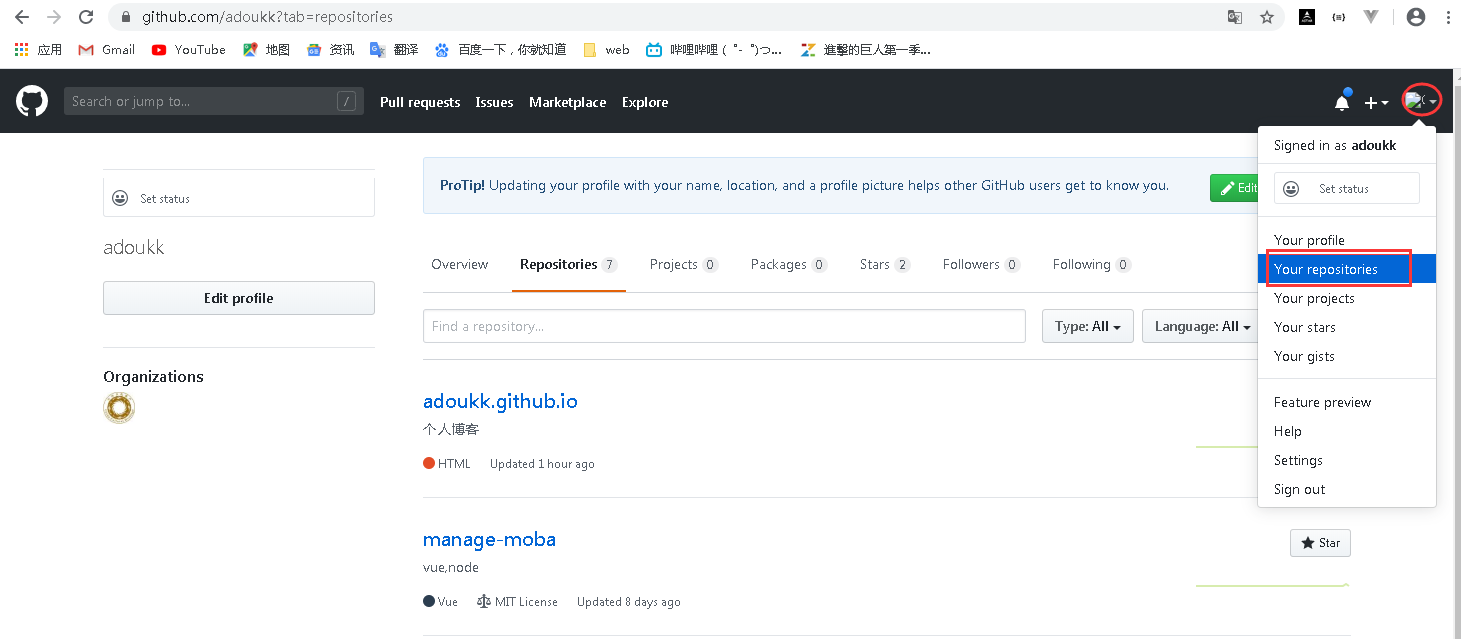 github.com/adoukk?tab=repositories
应用 Gmail YouTube 地图 资讯 翻译 百度一下，你就知道 web 哔哩哔哩 ( ゜- ゜)つ... 進擊的巨人第一季...
Search or jump to... / Pull requests Issues Marketplace Explore
Signed in as adoukk
Set status
Your profile
Your repositories
Your projects
Your stars
Your gists
Feature preview
Help
Settings
Sign out
Set status
adoukk
Edit profile
Organizations
ProTip! Updating your profile with your name, location, and a profile picture helps other GitHub users get to know you. Edit
Overview Repositories 7 Projects 0 Packages 0 Stars 2 Followers 0 Following 0
Find a repository... Type: All Language: All
adoukk.github.io
个人博客
HTML Updated 1 hour ago
manage-moba Star
vue,node
Vue MIT License Updated 8 days ago